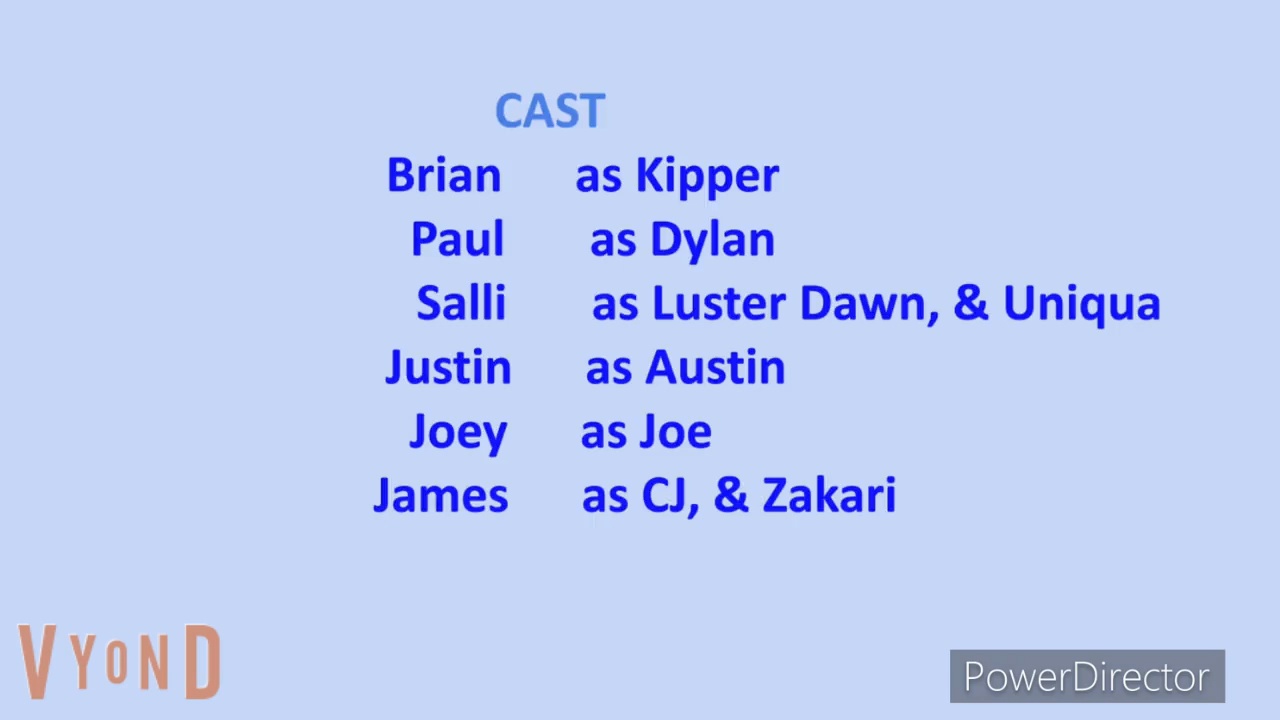 CAST
Brian as Kipper
Paul as Dylan
Salli as Luster Dawn, & Uniqua
Justin as Austin
Joey as Joe
James as CJ, & Zakari
VYOND
PowerDirector